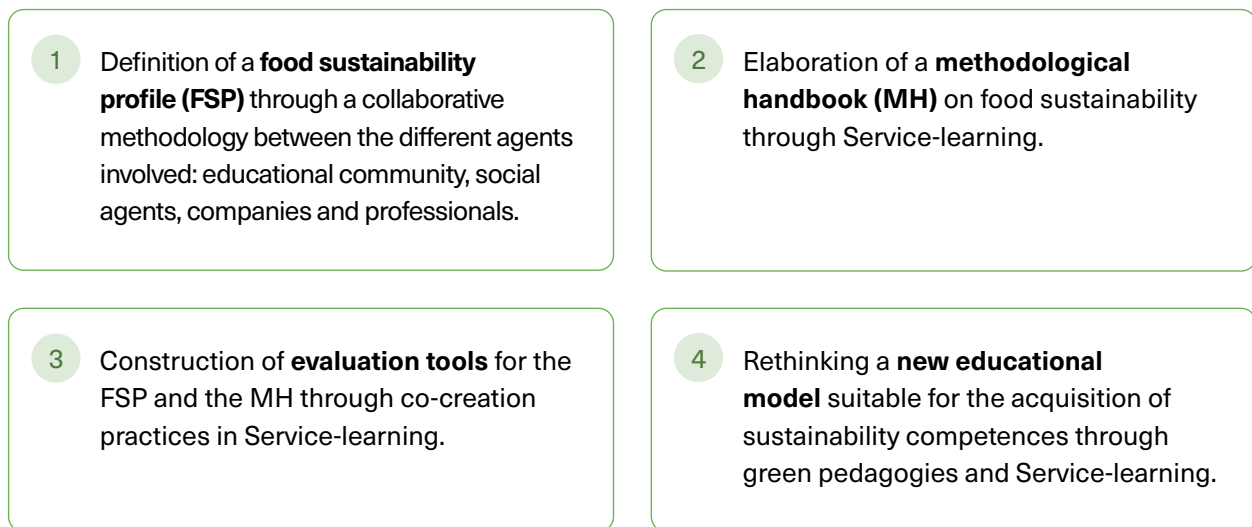 1
Definition of a food sustainability
profile (FSP) through a collaborative
methodology between the different agents
involved: educational community, social
agents, companies and professionals.
2
Elaboration of a methodological
handbook (MH) on food sustainability
through Service-learning.
3
Construction of evaluation tools for the
FSP and the MH through co-creation
practices in Service-learning.
4
Rethinking a new educational
model suitable for the acquisition of
sustainability competences through
green pedagogies and Service-learning.